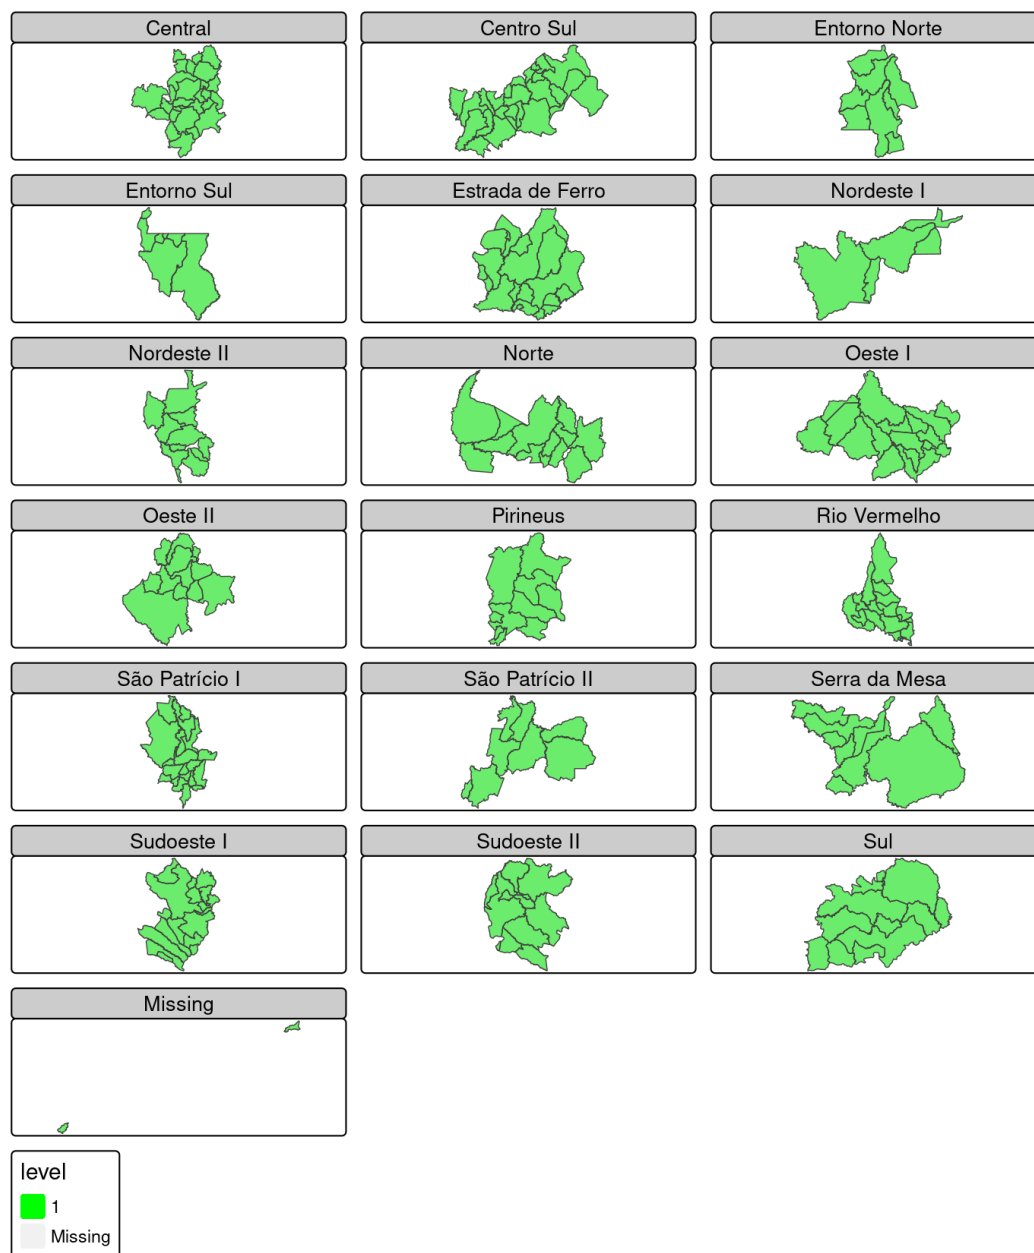 Central
Centro Sul
Entorno Norte
Entorno Sul
Estrada de Ferro
Nordeste I
Nordeste II
Norte
Oeste I
Oeste II
Pirineus
Rio Vermelho
São Patrício I
São Patrício II
Serra da Mesa
Sudoeste I
Sudoeste II
Sul
Missing
level
1
Missing